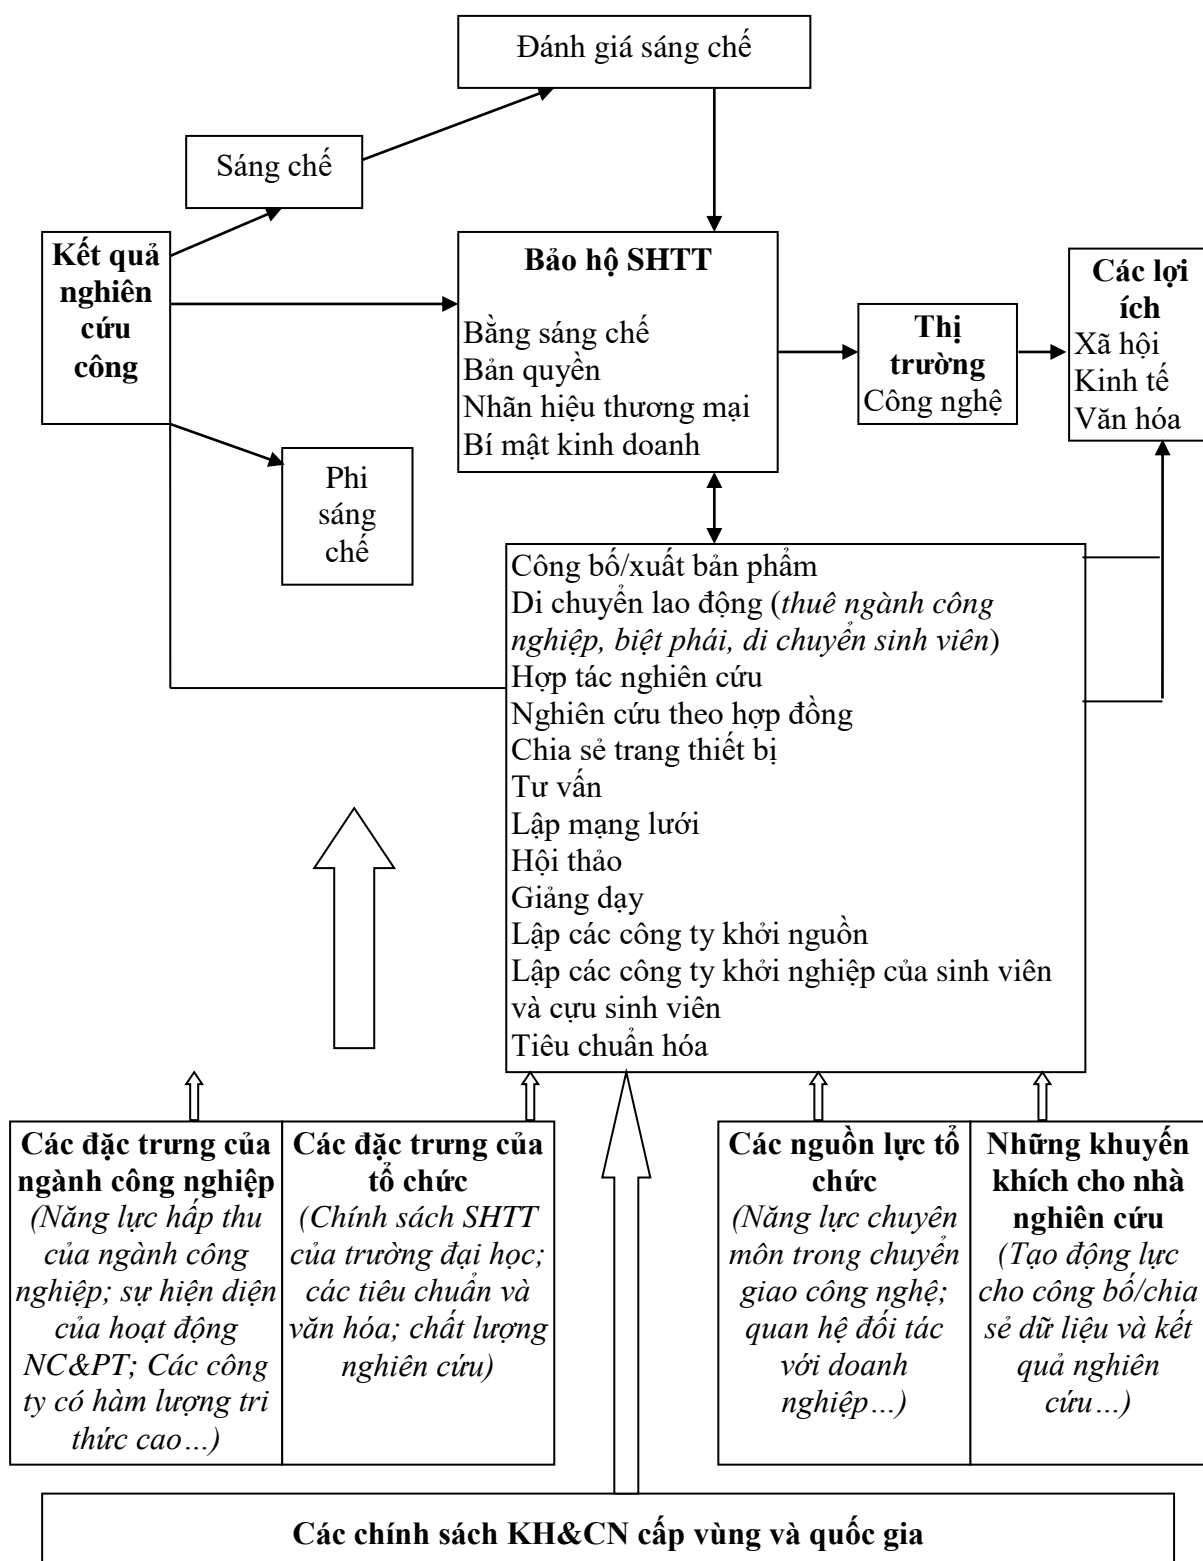 Đánh giá sáng chế
Sáng chế
Kết quả
nghiên
cứu
công
Bảo hộ SHTT
Bằng sáng chế
Bản quyền
Nhãn hiệu thương mại
Bí mật kinh doanh
Thị
trường
Công nghệ
Các lợi
ích
Xã hội
Kinh tế
Văn hóa
Phi
sáng
chế
Công bố/xuất bản phẩm
Di chuyển lao động (thuê ngành công
nghiệp, biệt phái, di chuyển sinh viên)
Hợp tác nghiên cứu
Nghiên cứu theo hợp đồng
Chia sẻ trang thiết bị
Tư vấn
Lập mạng lưới
Hội thảo
Giảng dạy
Lập các công ty khởi nguồn
Lập các công ty khởi nghiệp của sinh viên
và cựu sinh viên
Tiêu chuẩn hóa
Các đặc trưng của
ngành công nghiệp
(Năng lực hấp thu
của ngành công
nghiệp; sự hiện diện
của hoạt động
NC&PT; Các công
ty có hàm lượng tri
thức cao…)
Các đặc trưng của
tổ chức
(Chính sách SHTT
của trường đại học;
các tiêu chuẩn và
văn hóa; chất lượng
nghiên cứu)
Các nguồn lực tổ
chức
(Năng lực chuyên
môn trong chuyển
giao công nghệ;
quan hệ đối tác
với doanh
nghiệp…)
Những khuyến
khích cho nhà
nghiên cứu
(Tạo động lực
cho công bố/chia
sẻ dữ liệu và kết
quả nghiên
cứu…)
Các chính sách KH&CN cấp vùng và quốc gia